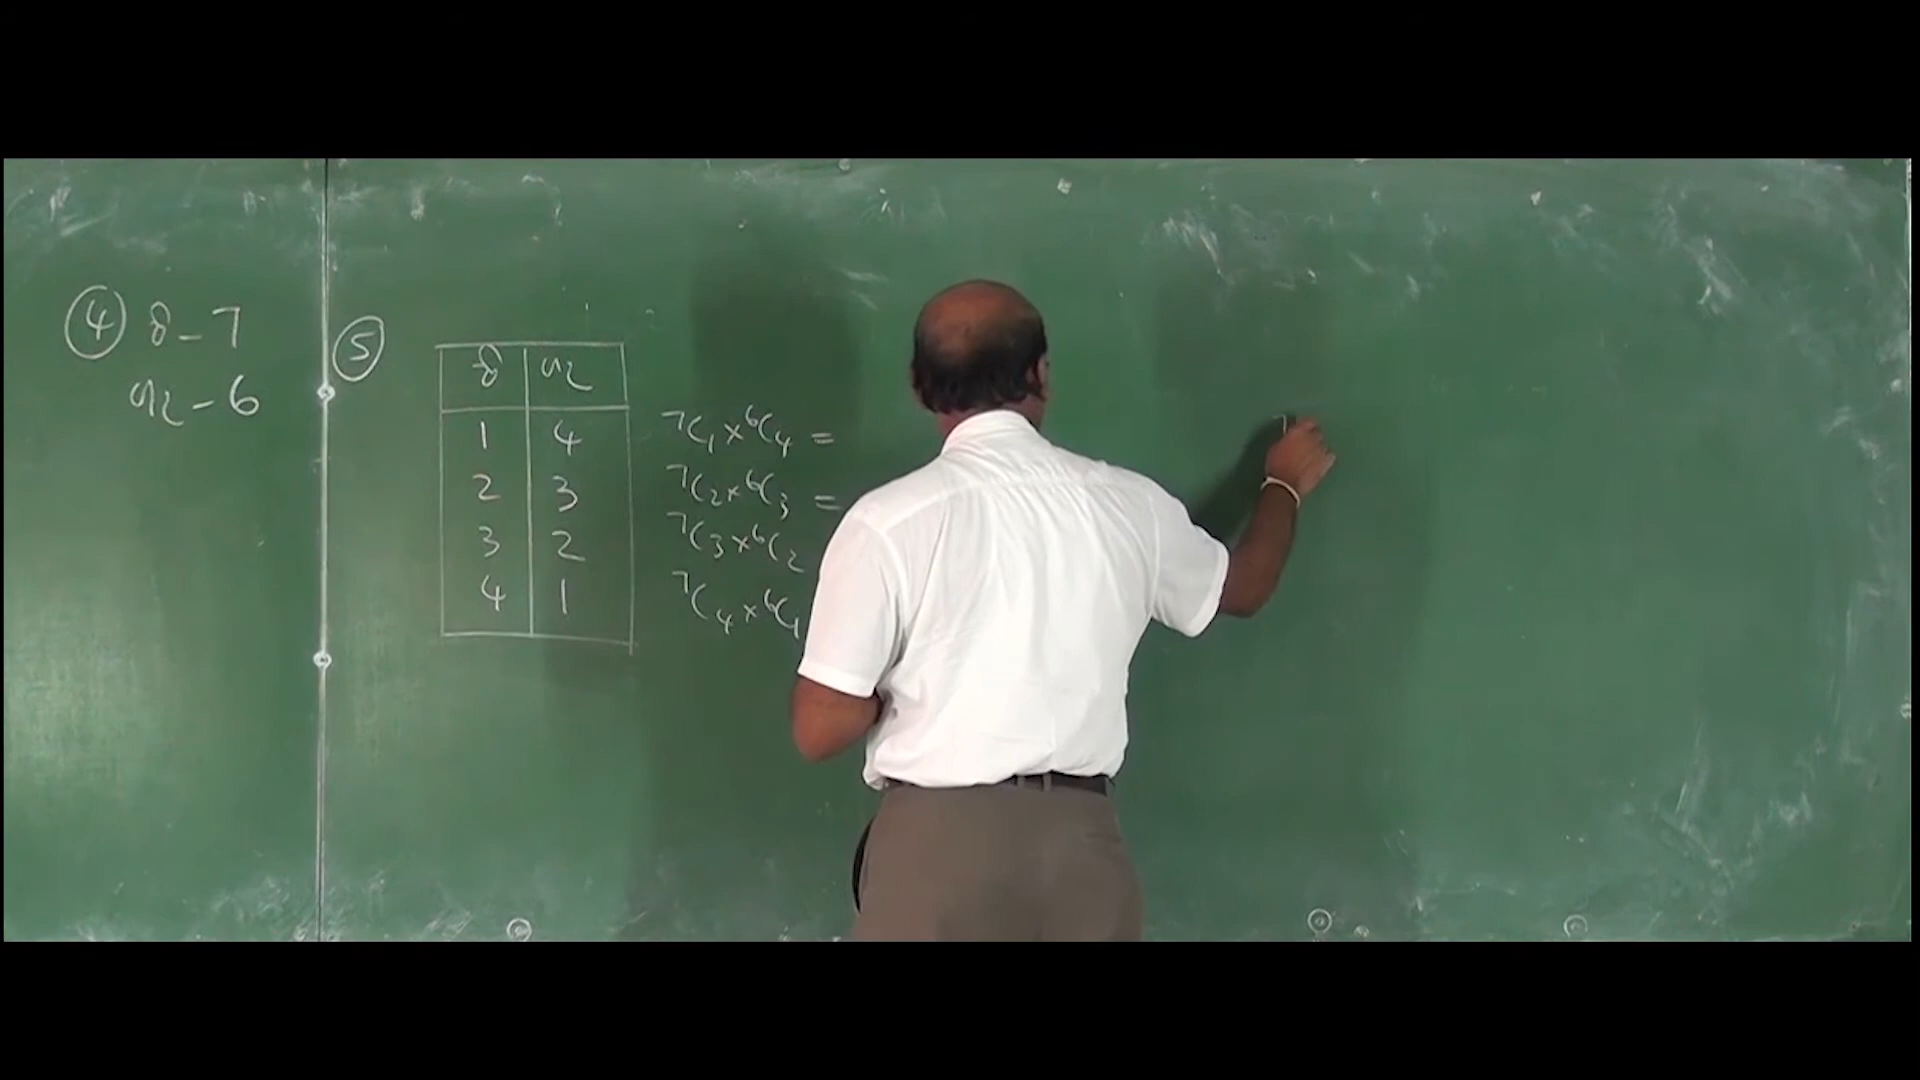 ④ - 7
- 6
⑤
1 4 ⁷C₁ × ⁶C₄ =
2 3 ⁷C₂ × ⁶C₃ =
3 2 ⁷C₃ × ⁶C₂
4 1 ⁷C₄ × ⁶C₁